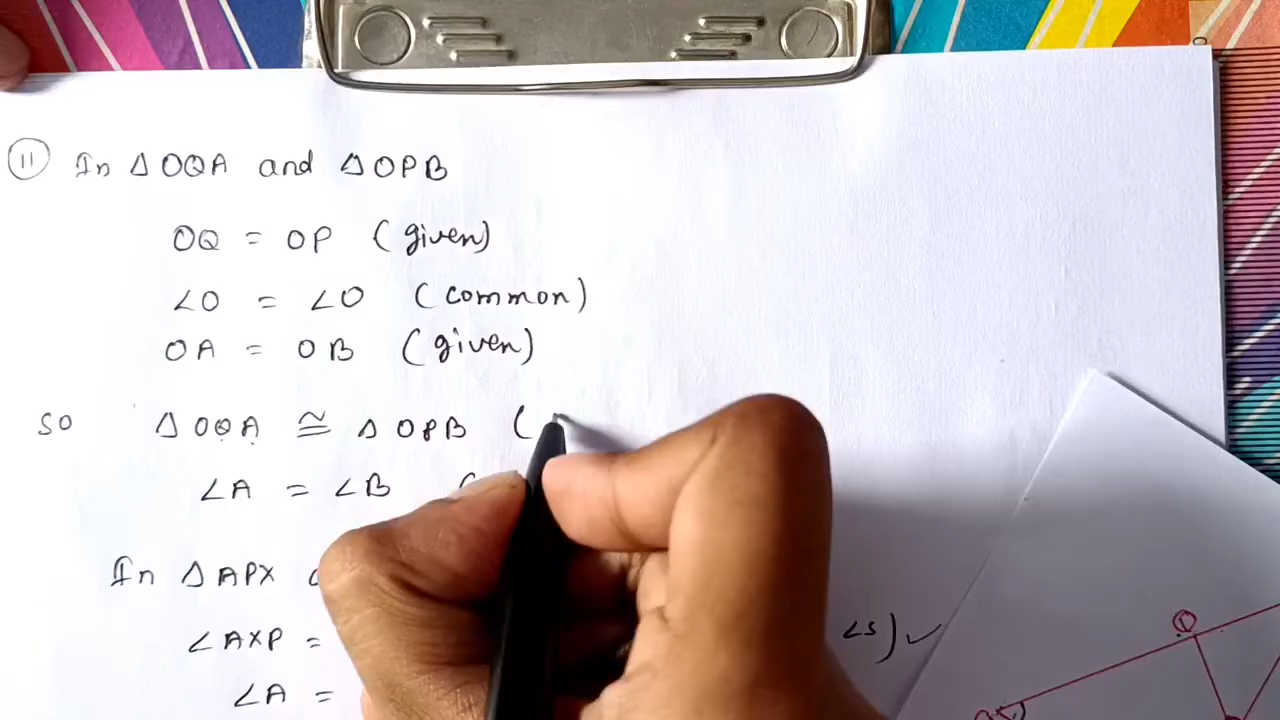 11 In △OQA and △OPB
OQ = OP (given)
∠O = ∠O (common)
OA = OB (given)
SO △OQA ≅ △OPB (
∠A = ∠B (
In △APX
∠AXP = ∠s) ✓
∠A =